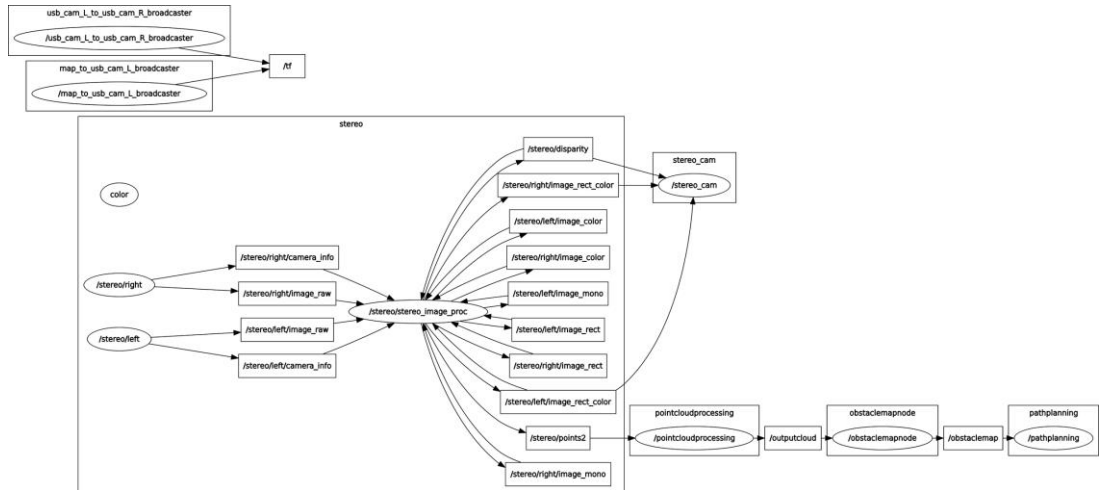 usb_cam_L_to_usb_cam_R_broadcaster
/usb_cam_L_to_usb_cam_R_broadcaster
map_to_usb_cam_L_broadcaster
/map_to_usb_cam_L_broadcaster
/tf
stereo
color
/stereo/right
/stereo/left
/stereo/right/camera_info
/stereo/right/image_raw
/stereo/left/image_raw
/stereo/left/camera_info
/stereo/stereo_image_proc
/stereo/disparity
/stereo/right/image_rect_color
/stereo/left/image_color
/stereo/right/image_color
/stereo/left/image_mono
/stereo/left/image_rect
/stereo/right/image_rect
/stereo/left/image_rect_color
/stereo/points2
/stereo/right/image_mono
stereo_cam
/stereo_cam
pointcloudprocessing
/pointcloudprocessing
/outputcloud
obstaclemapnode
/obstaclemapnode
/obstaclemap
pathplanning
/pathplanning